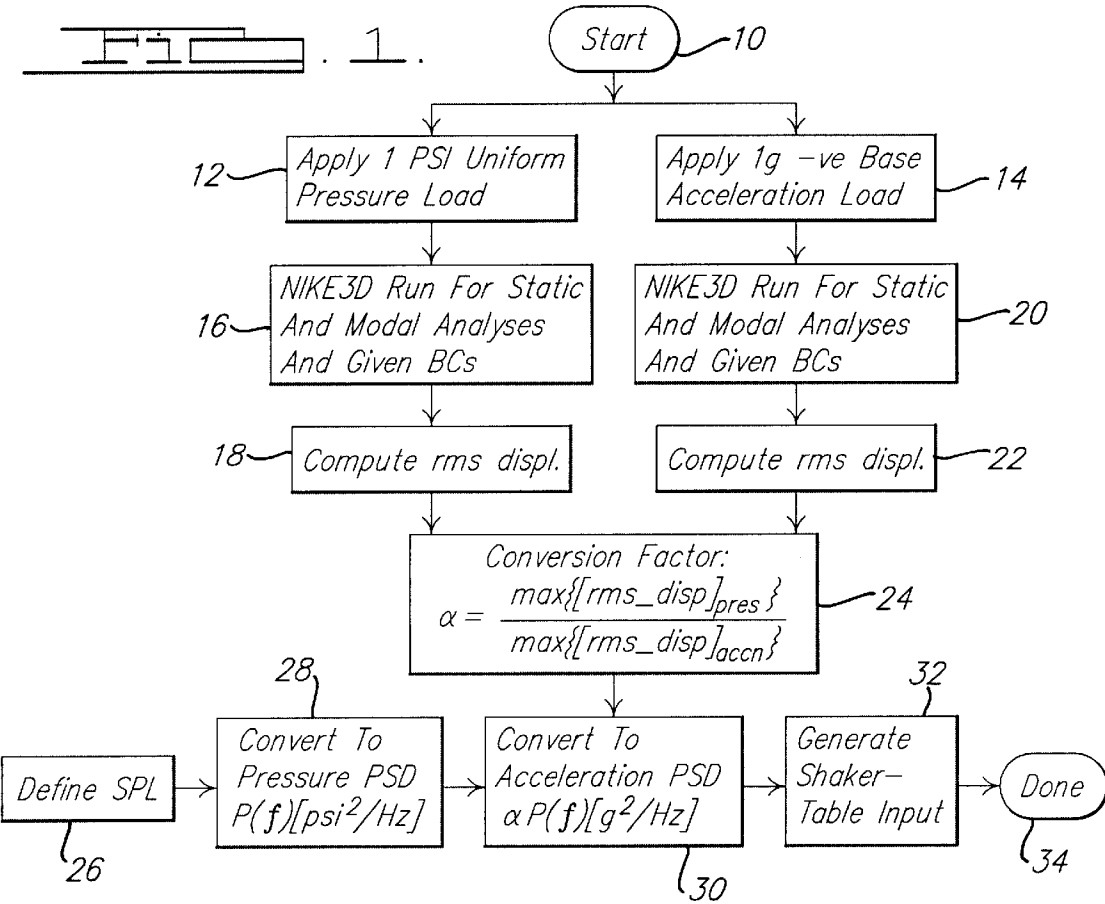 1.
Start
10
Apply 1 PSI Uniform
Pressure Load
12
Apply 1g -ve Base
Acceleration Load
14
NIKE3D Run For Static
And Modal Analyses
And Given BCs
16
NIKE3D Run For Static
And Modal Analyses
And Given BCs
20
18
Compute rms displ.
Compute rms displ.
22
Conversion Factor:
α = max{[rms_disp]pres}
max{[rms_disp]accn}
24
28
32
Define SPL
26
Convert To
Pressure PSD
P(f)[psi²/Hz]
Convert To
Acceleration PSD
αP(f)[g²/Hz]
30
Generate
Shaker-
Table Input
Done
34